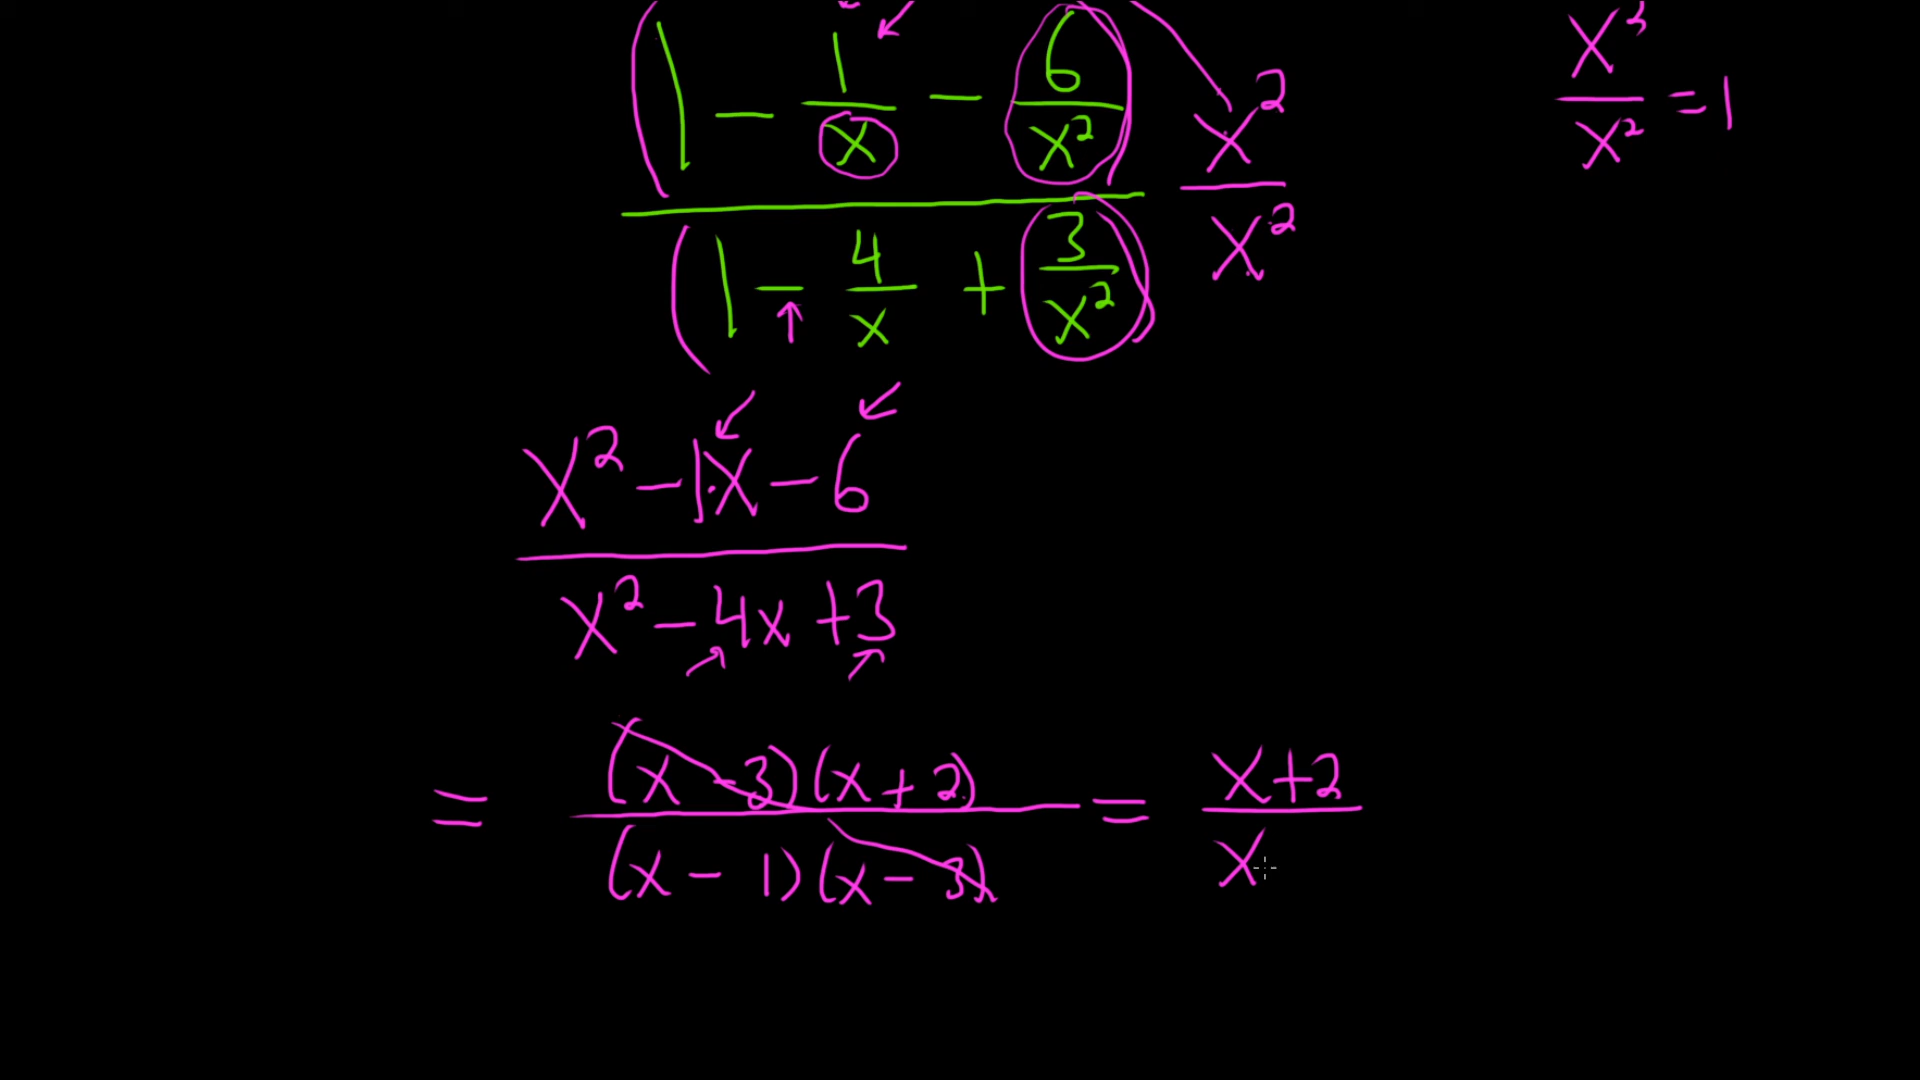 (1 - 1/x - 6/x²) x²
(1 - 4/x + 3/x²) x²
x³/x² = 1
x² - 1·x - 6
x² - 4x + 3
= (x - 3)(x + 2) / (x - 1)(x - 3) = x + 2 / x